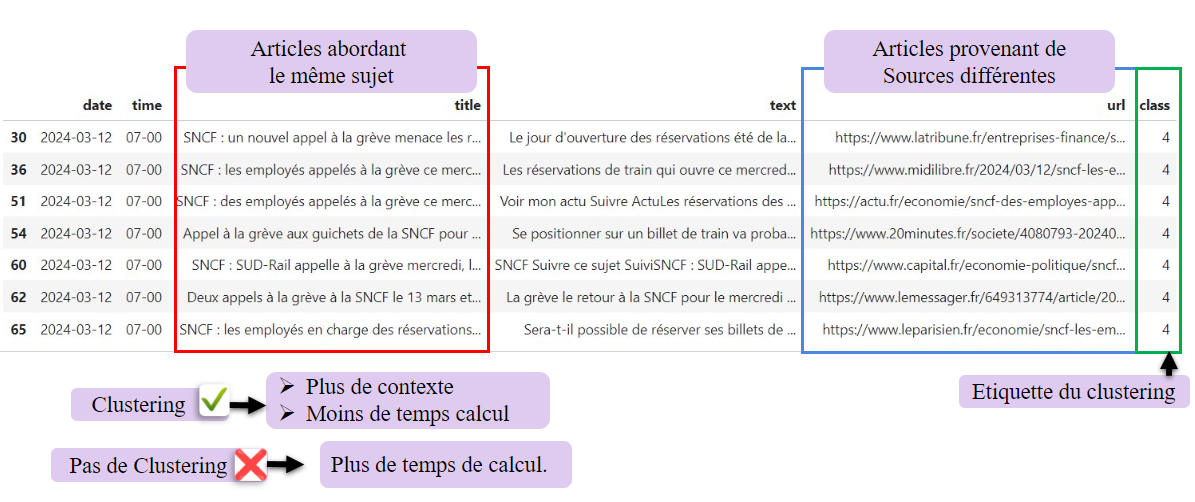 Articles abordant
le même sujet
Articles provenant de
Sources différentes
date time title text url class
30 2024-03-12 07-00 SNCF : un nouvel appel à la grève menace les r... Le jour d'ouverture des réservations été de la... https://www.latribune.fr/entreprises-finance/s... 4
36 2024-03-12 07-00 SNCF : les employés appelés à la grève ce merc... Les réservations de train qui ouvre ce mercred... https://www.midilibre.fr/2024/03/12/sncf-les-e... 4
51 2024-03-12 07-00 SNCF : des employés appelés à la grève ce merc... Voir mon actu Suivre ActuLes réservations des ... https://actu.fr/economie/sncf-des-employes-app... 4
54 2024-03-12 07-00 Appel à la grève aux guichets de la SNCF pour ... Se positionner sur un billet de train va proba... https://www.20minutes.fr/societe/4080793-20240... 4
60 2024-03-12 07-00 SNCF : SUD-Rail appelle à la grève mercredi, l... SNCF Suivre ce sujet SuiviSNCF : SUD-Rail appe... https://www.capital.fr/economie-politique/sncf... 4
62 2024-03-12 07-00 Deux appels à la grève à la SNCF le 13 mars et... La grève le retour à la SNCF pour le mercredi ... https://www.lemessager.fr/649313774/article/20... 4
65 2024-03-12 07-00 SNCF : les employés en charge des réservations... Sera-t-il possible de réserver ses billets de ... https://www.leparisien.fr/economie/sncf-les-em... 4
Clustering
➢ Plus de contexte
➢ Moins de temps calcul
Etiquette du clustering
Pas de Clustering
Plus de temps de calcul.